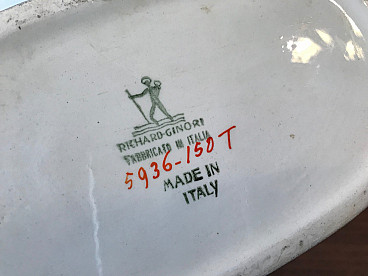 RICHARD-GINORI
FABBRICATO IN ITALIA
5936-150 T
MADE IN
ITALY